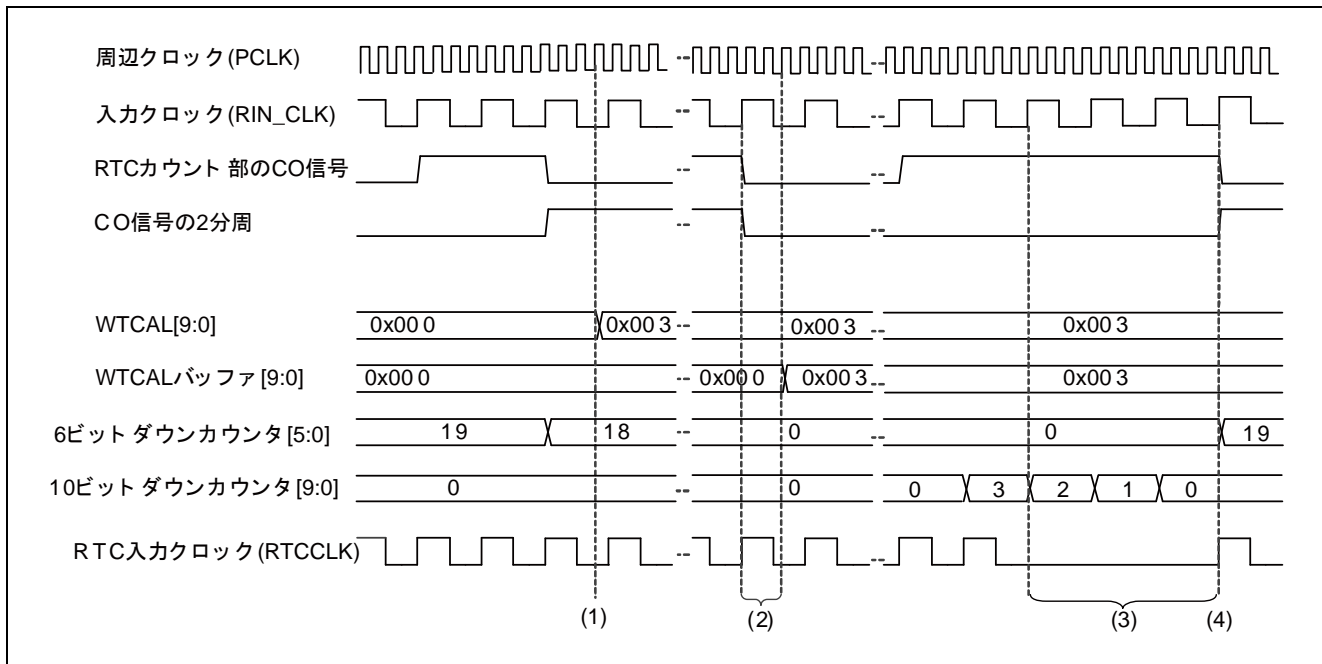 周辺クロック(PCLK)
入力クロック(RIN_CLK)
RTCカウント部のCO信号
CO信号の2分周
WTCAL[9:0] 0x000 0x003 0x003 0x003
WTCALバッファ[9:0] 0x000 0x000 0x003 0x003
6ビットダウンカウンタ[5:0] 19 18 0 0 19
10ビットダウンカウンタ[9:0] 0 0 0 3 2 1 0
RTC入力クロック(RTCCLK)
(1) (2) (3) (4)